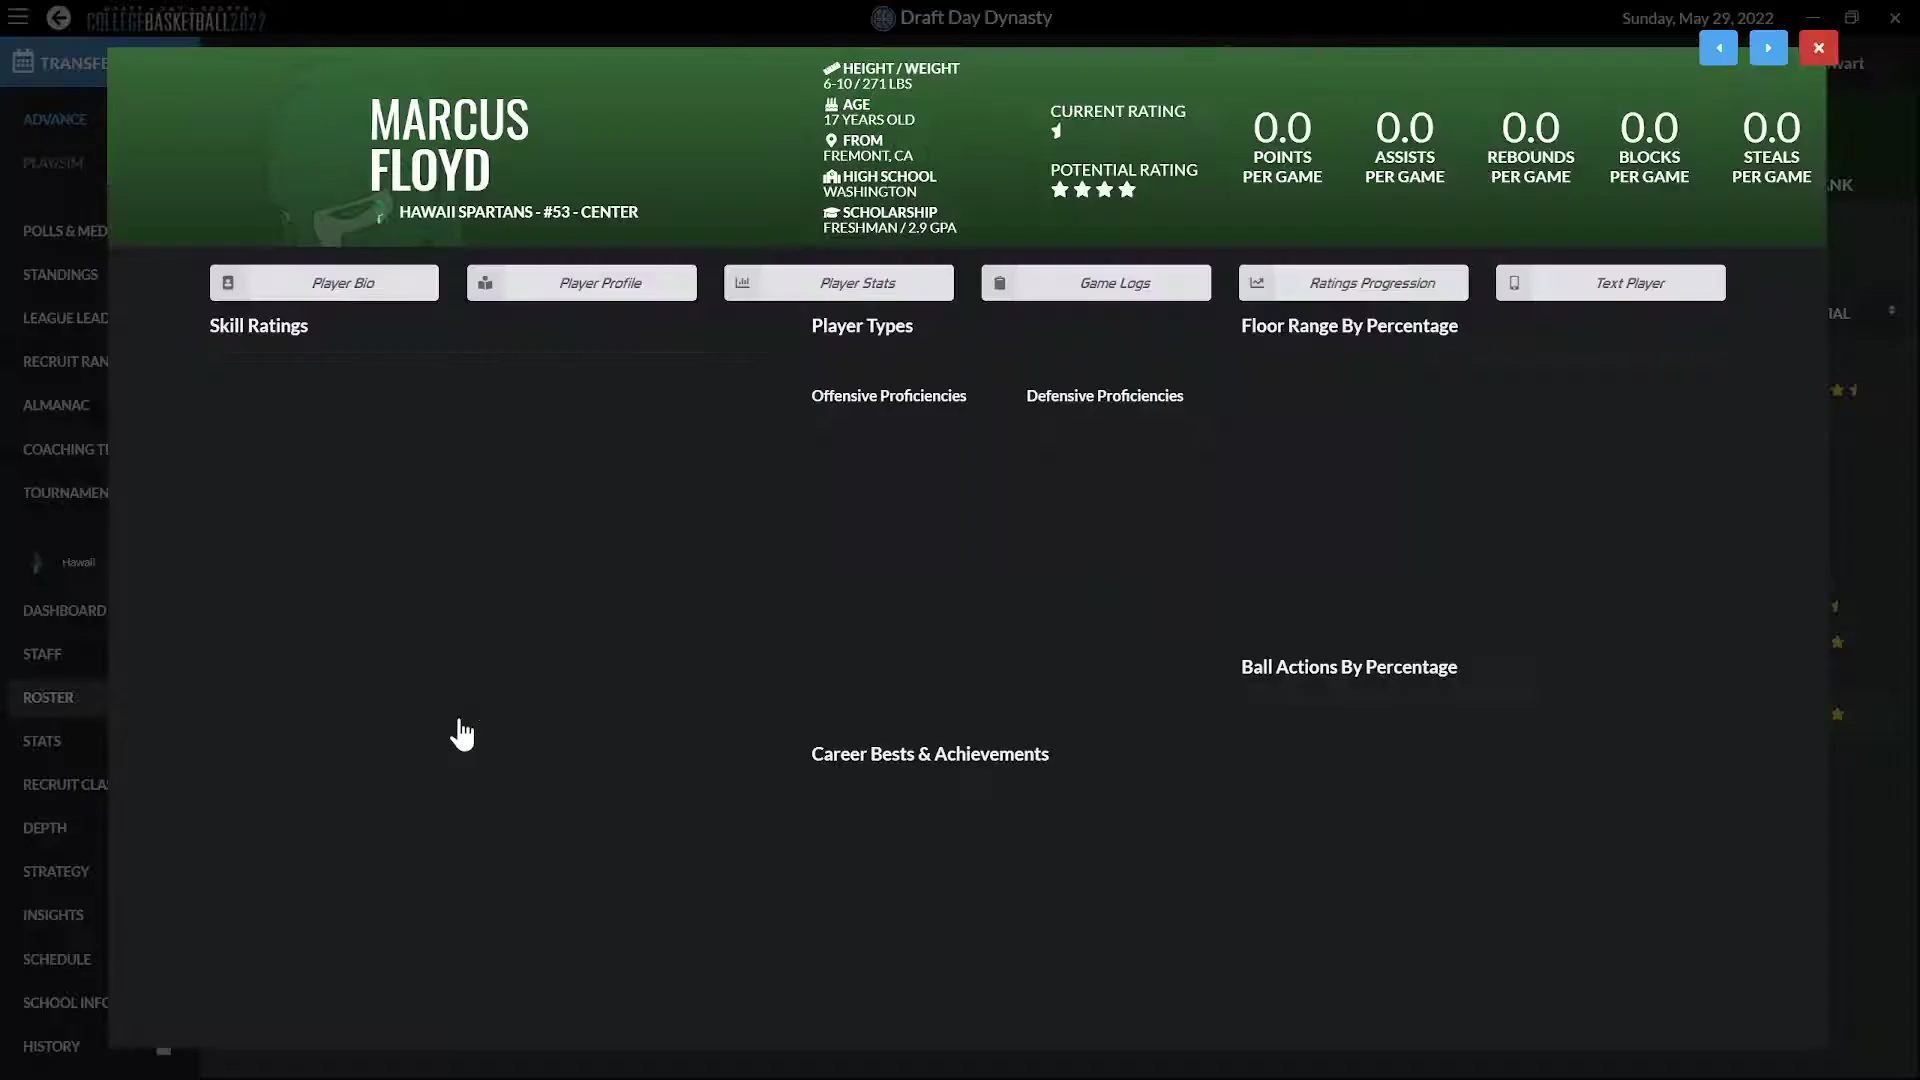 COLLEGEBASKETBALL2022
Draft Day Dynasty
Sunday, May 29, 2022
TRANSFE
wart
ADVANCE
PLAY/SIM
POLLS & MED
STANDINGS
LEAGUE LEAD
RECRUIT RAN
ALMANAC
COACHING T
TOURNAMEN
Hawaii
DASHBOARD
STAFF
ROSTER
STATS
RECRUIT CLA
DEPTH
STRATEGY
INSIGHTS
SCHEDULE
SCHOOL INFO
HISTORY
MARCUS
FLOYD
HAWAII SPARTANS - #53 - CENTER
HEIGHT / WEIGHT
6-10 / 271 LBS
AGE
17 YEARS OLD
FROM
FREMONT, CA
HIGH SCHOOL
WASHINGTON
SCHOLARSHIP
FRESHMAN / 2.9 GPA
CURRENT RATING
POTENTIAL RATING
0.0 0.0 0.0 0.0 0.0
POINTS ASSISTS REBOUNDS BLOCKS STEALS
PER GAME PER GAME PER GAME PER GAME PER GAME
NK
IAL
Player Bio
Player Profile
Player Stats
Game Logs
Ratings Progression
Text Player
Skill Ratings
Player Types
Floor Range By Percentage
Offensive Proficiencies
Defensive Proficiencies
Ball Actions By Percentage
Career Bests & Achievements